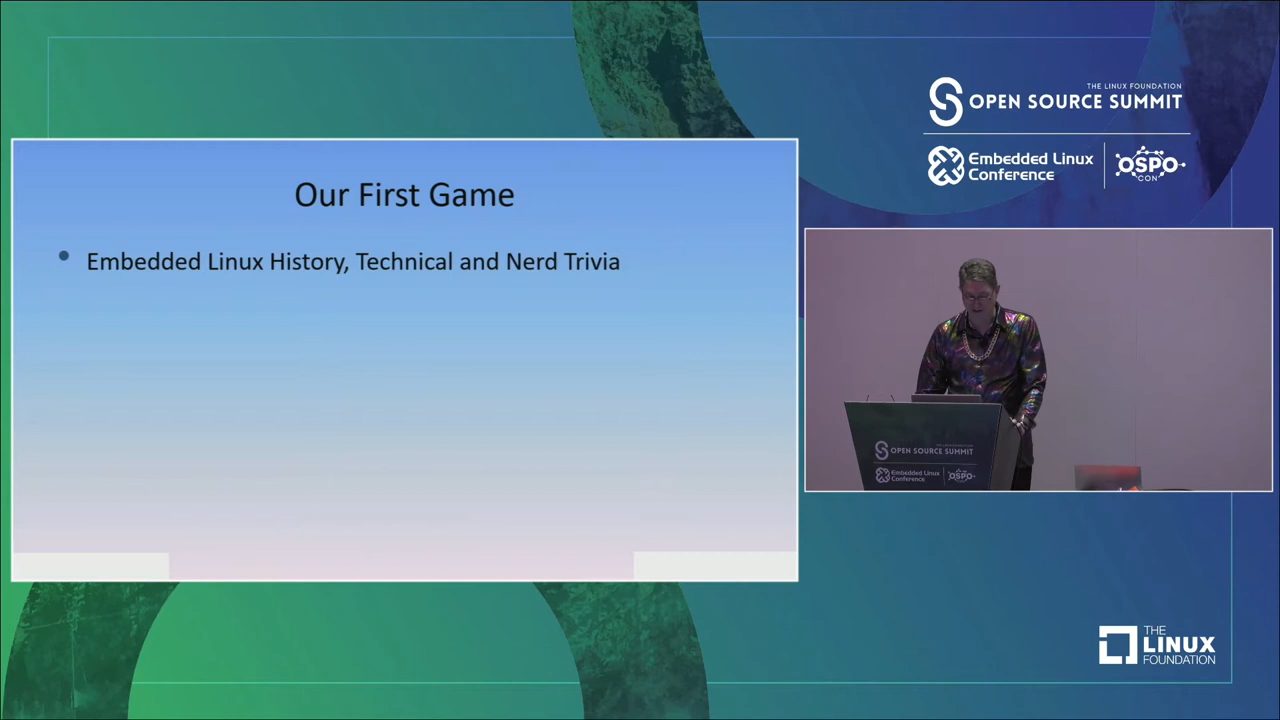 THE LINUX FOUNDATION
OPEN SOURCE SUMMIT
Embedded Linux
Conference
OSPO
CON
Our First Game
• Embedded Linux History, Technical and Nerd Trivia
OPEN SOURCE SUMMIT
Embedded Linux
Conference
OSPO
THE
LINUX
FOUNDATION